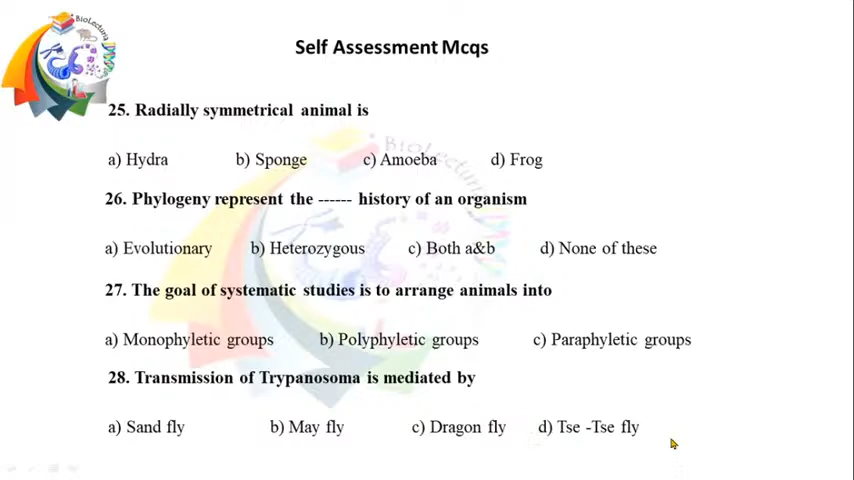 BioLecturia
Self Assessment Mcqs
25. Radially symmetrical animal is
a) Hydra b) Sponge c) Amoeba d) Frog
26. Phylogeny represent the ------ history of an organism
a) Evolutionary b) Heterozygous c) Both a&b d) None of these
27. The goal of systematic studies is to arrange animals into
a) Monophyletic groups b) Polyphyletic groups c) Paraphyletic groups
28. Transmission of Trypanosoma is mediated by
a) Sand fly b) May fly c) Dragon fly d) Tse -Tse fly